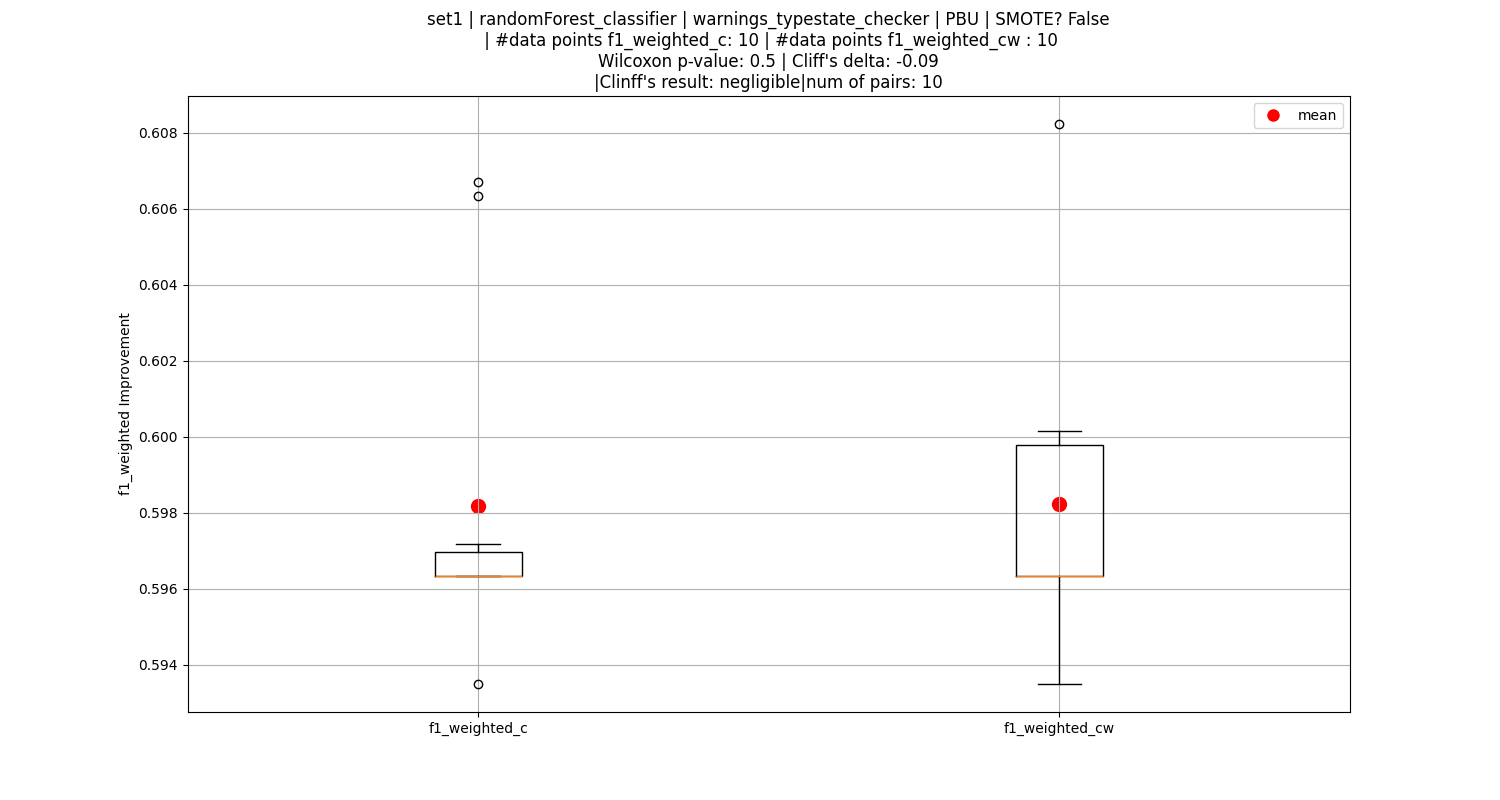 set1 | randomForest_classifier | warnings_typestate_checker | PBU | SMOTE? False
| #data points f1_weighted_c: 10 | #data points f1_weighted_cw : 10
Wilcoxon p-value: 0.5 | Cliff's delta: -0.09
|Clinff's result: negligible|num of pairs: 10
mean
0.608
0.606
0.604
0.602
0.600
0.598
0.596
0.594
f1_weighted Improvement
f1_weighted_c
f1_weighted_cw